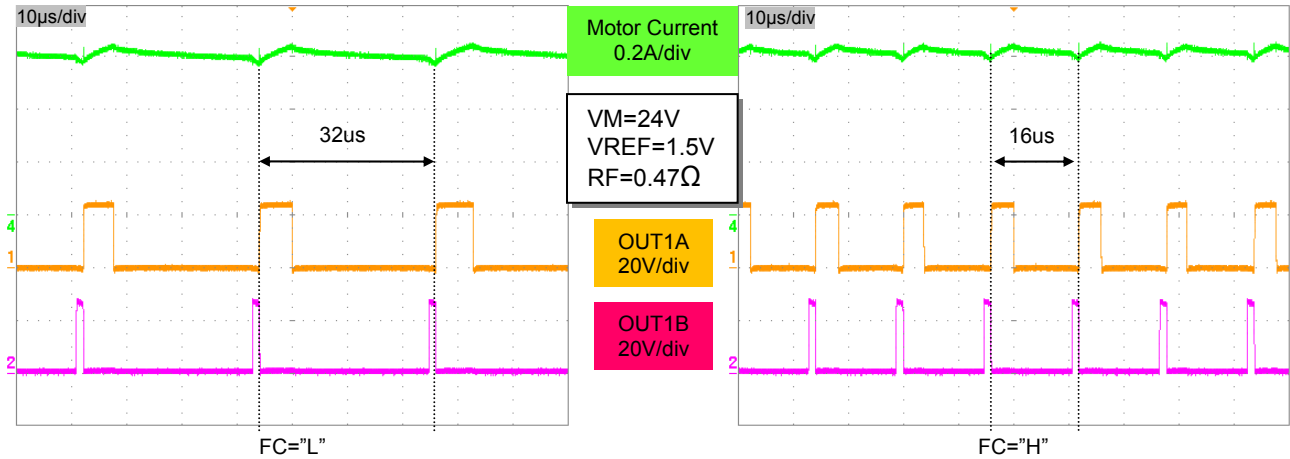 10µs/div
Motor Current
0.2A/div
10µs/div
VM=24V
VREF=1.5V
RF=0.47Ω
32us
16us
4
1
2
OUT1A
20V/div
OUT1B
20V/div
4
1
2
FC="L"
FC="H"